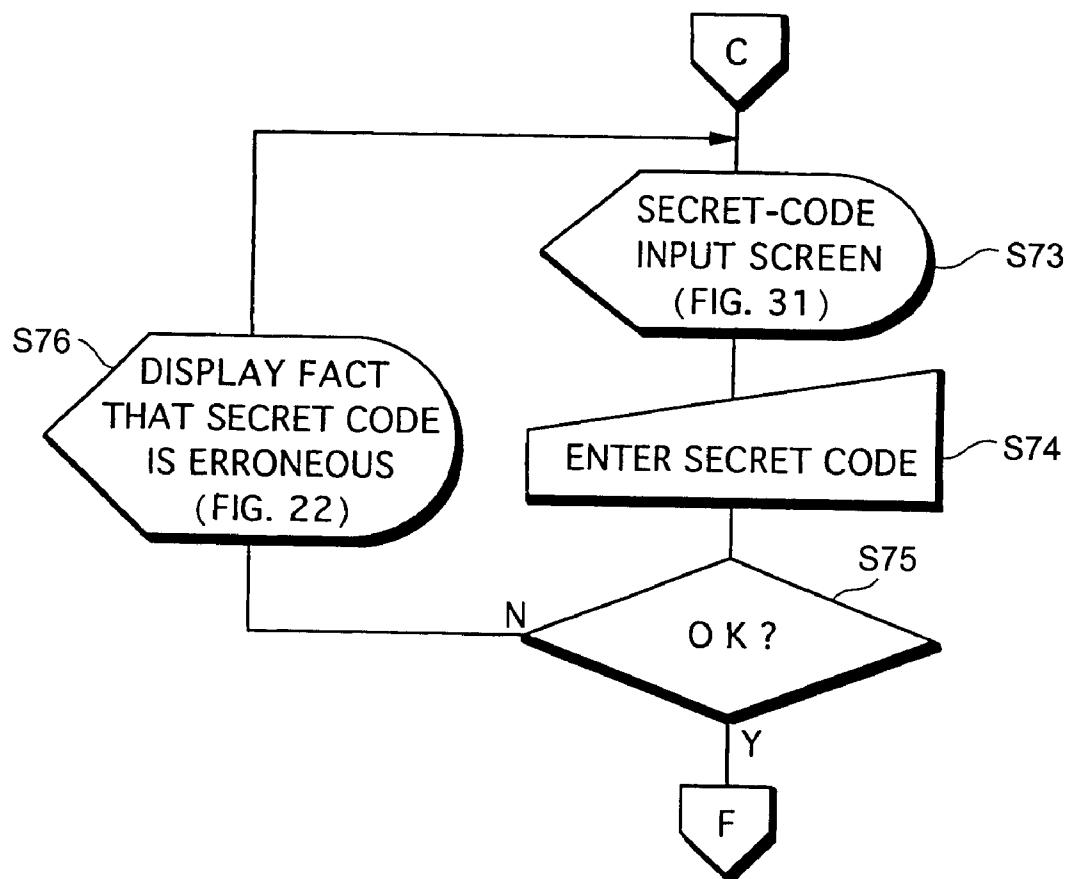 C
SECRET-CODE
INPUT SCREEN
(FIG. 31)
S73
S76
DISPLAY FACT
THAT SECRET CODE
IS ERRONEOUS
(FIG. 22)
ENTER SECRET CODE
S74
S75
N
O K ?
Y
F